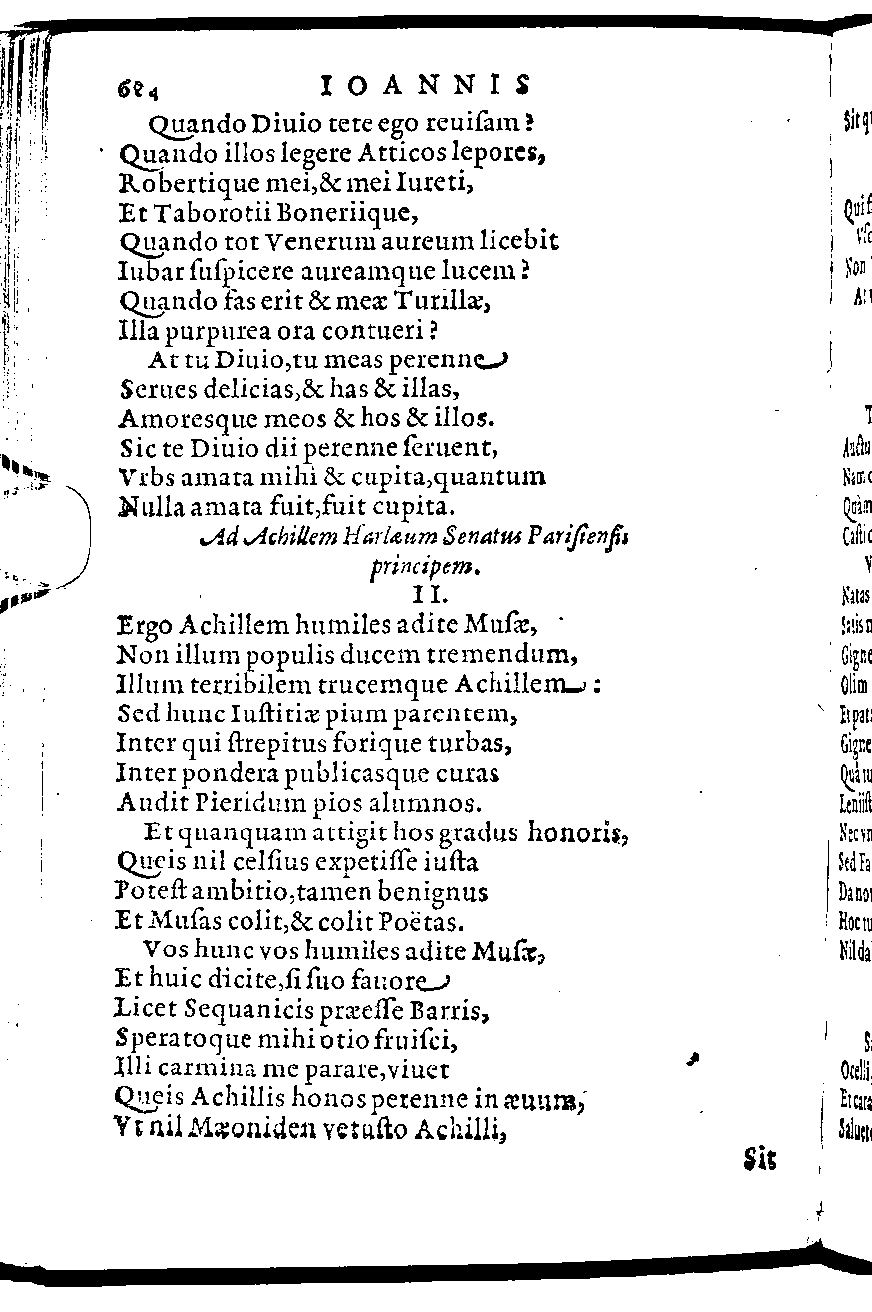 684 IOANNIS
Quando Diuio tete ego reuiſam?
Quando illos legere Atticos lepores,
Robertique mei,& mei Iureti,
Et Taborotii Boneriique,
Quando tot Venerum aureum licebit
Iubar ſuſpicere aureamque lucem?
Quando fas erit & meæ Turillæ,
Illa purpurea ora contueri?
At tu Diuio,tu meas perenne
Serues delicias,& has & illas,
Amoresque meos & hos & illos.
Sic te Diuio dii perenne ſeruent,
Vrbs amata mihi & cupita,quantum
Nulla amata fuit,fuit cupita.
Ad Achillem Harlæum Senatus Pariſienſis
principem.
II.
Ergo Achillem humiles adite Muſæ,
Non illum populis ducem tremendum,
Illum terribilem trucemque Achillem:
Sed hunc Iuſtitiæ pium parentem,
Inter qui ſtrepitus forique turbas,
Inter pondera publicasque curas
Audit Pieridum pios alumnos.
Et quanquam attigit hos gradus honoris,
Queis nil celſius expetiſſe iuſta
Poteſt ambitio,tamen benignus
Et Muſas colit,& colit Poëtas.
Vos hunc vos humiles adite Muſæ,
Et huic dicite,ſi ſuo fauore
Licet Sequanicis præeſſe Barris,
Speratoque mihi otio fruiſci,
Illi carmina me parare,viuet
Queis Achillis honos perenne in æuum,
Vt nil Mæoniden vetuſto Achilli,
Sit
Sit
Non
Nam
Natas
Olim
Ocelli,